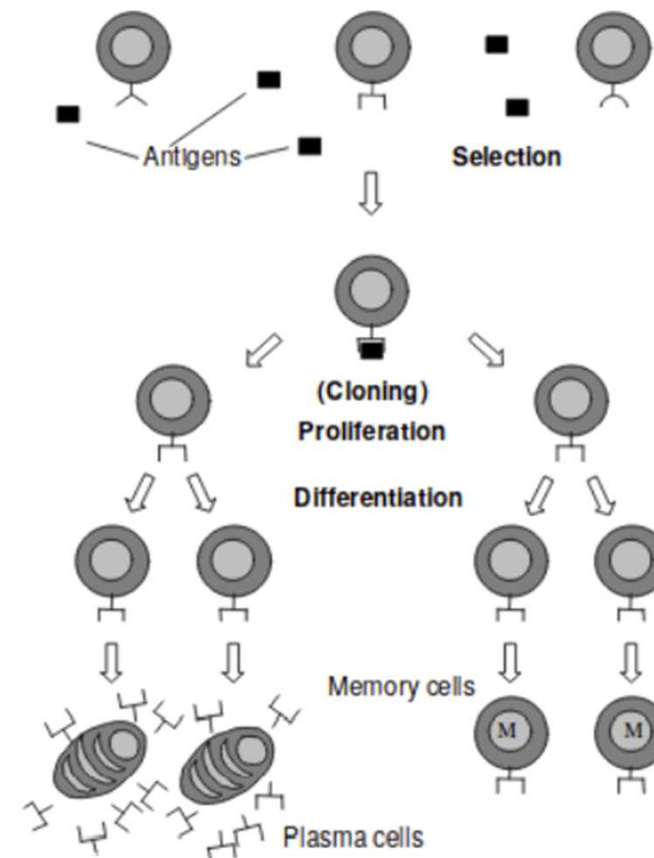 Antigens
Selection
(Cloning)
Proliferation
Differentiation
Memory cells
M
M
Plasma cells